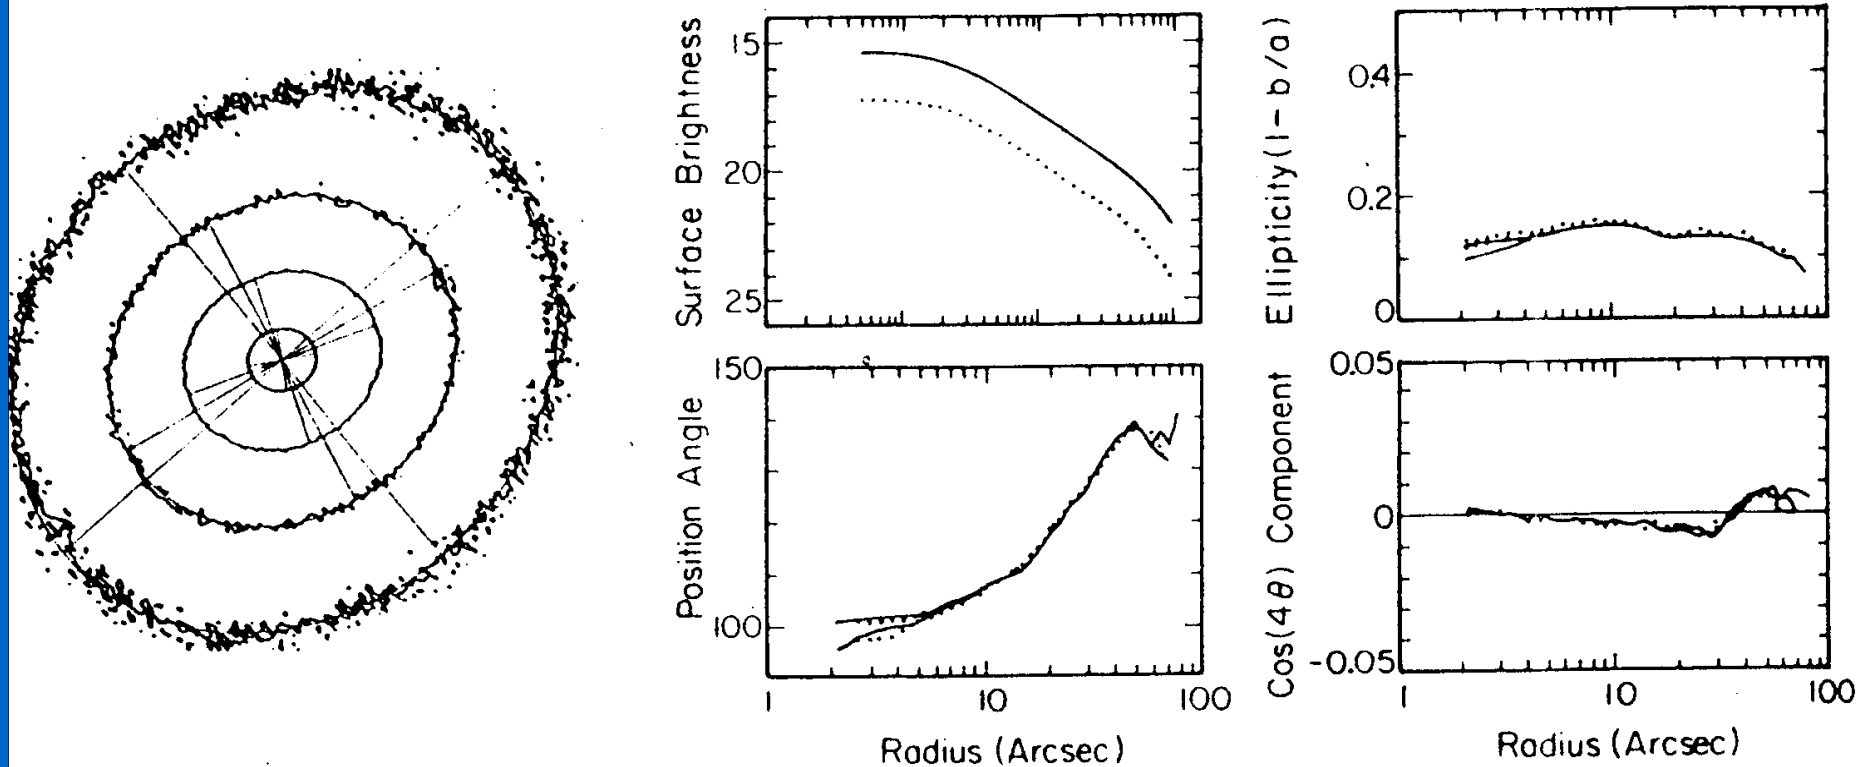 Surface Brightness
15
20
25
Ellipticity (1- b/a)
0.4
0.2
0
Position Angle
150
100
1
10
100
Radius (Arcsec)
Cos(4θ) Component
0.05
0
-0.05
1
10
100
Radius (Arcsec)